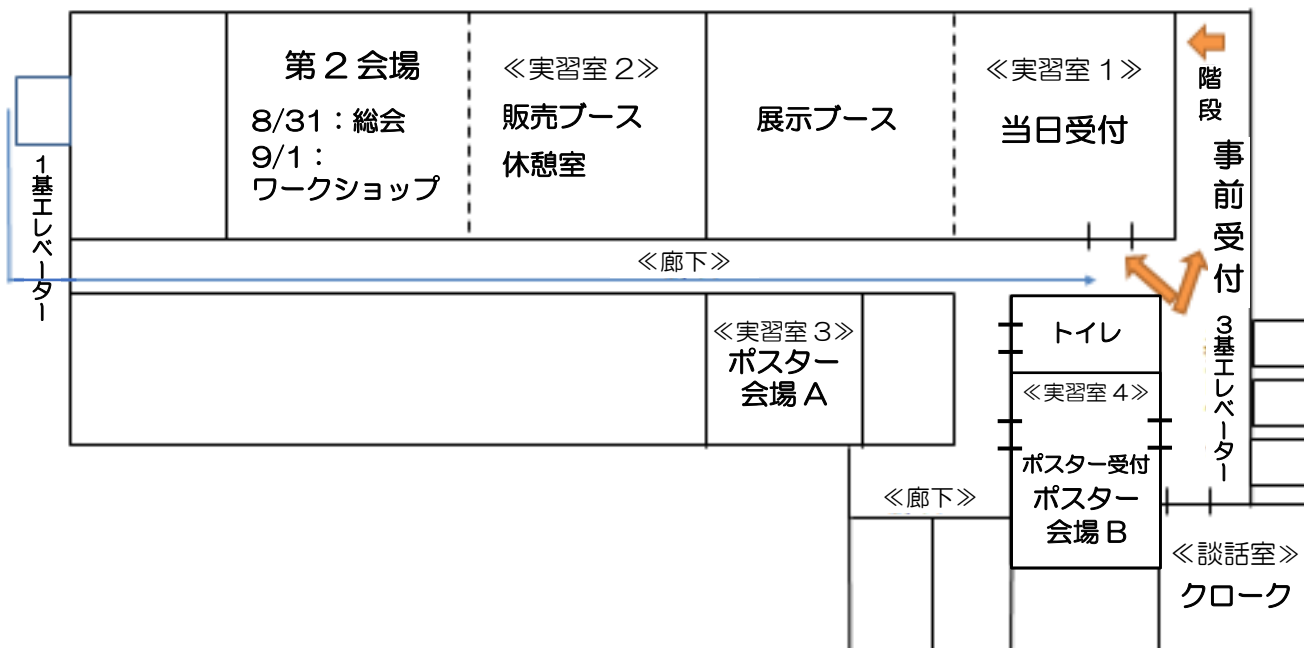 第2会場
8/31：総会
9/1：
ワークショップ
≪実習室2≫
販売ブース
休憩室
展示ブース
≪実習室1≫
当日受付
階段
事前受付
1基エレベーター
≪廊下≫
≪実習室3≫
ポスター
会場A
トイレ
≪実習室4≫
ポスター受付
ポスター
会場B
3基エレベーター
≪廊下≫
≪談話室≫
クローク